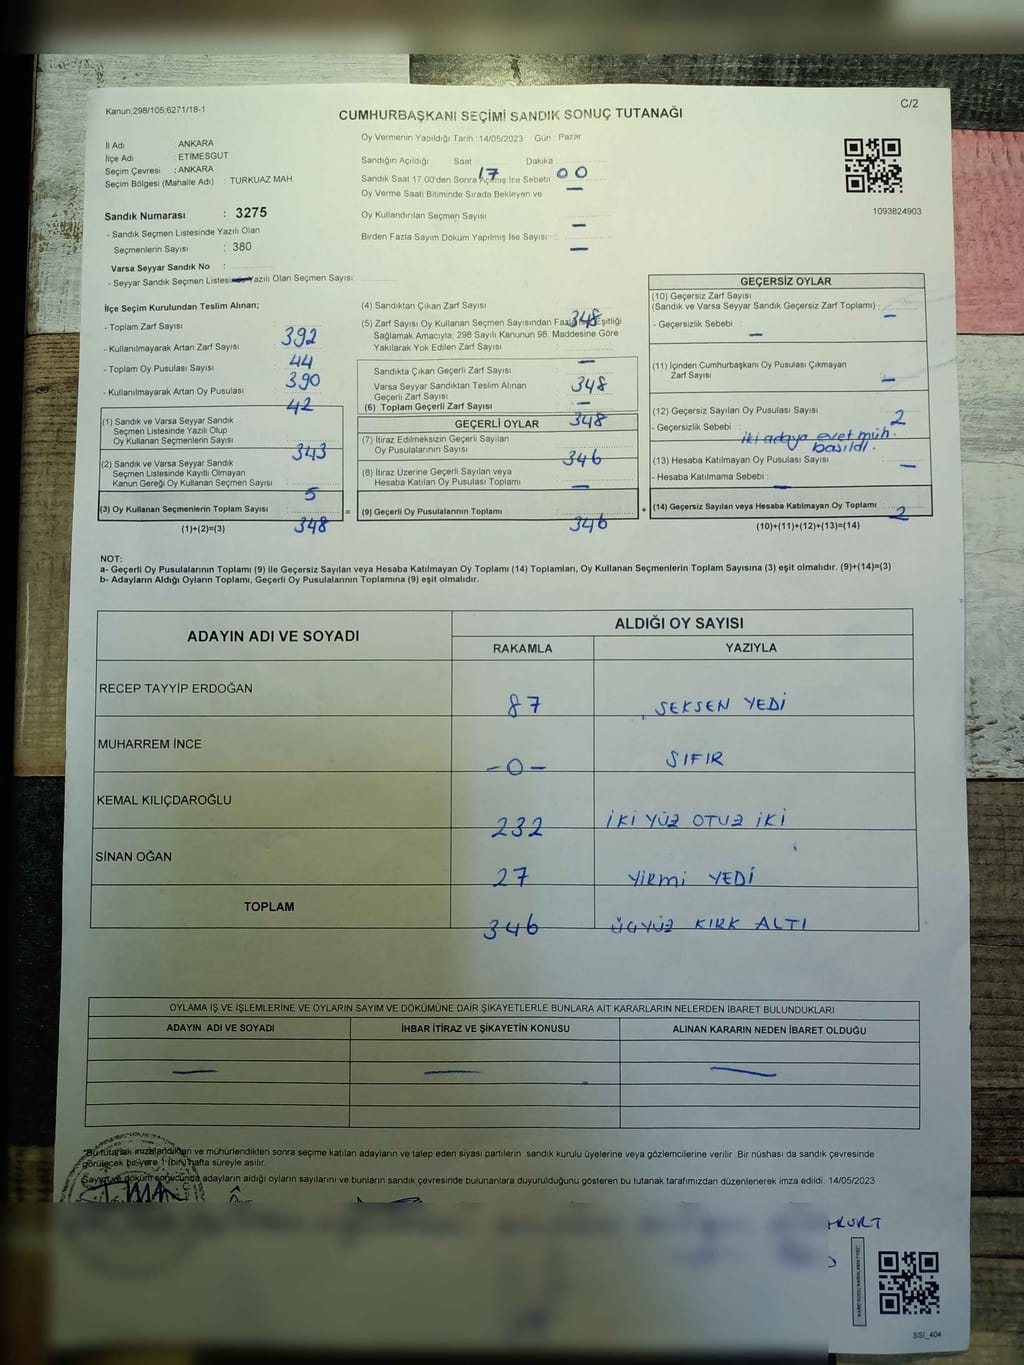 Kanun;298/105;6271/18-1
CUMHURBAŞKANI SEÇİMİ SANDIK SONUÇ TUTANAĞI
C/2
İl Adı : ANKARA
İlçe Adı : ETİMESGUT
Seçim Çevresi : ANKARA
Seçim Bölgesi (Mahalle Adı) : TURKUAZ MAH.
Sandık Numarası : 3275
- Sandık Seçmen Listesinde Yazılı Olan
Seçmenlerin Sayısı : 380
Varsa Seyyar Sandık No :
- Seyyar Sandık Seçmen Listesinde Yazılı Olan Seçmen Sayısı:
Oy Vermenin Yapıldığı Tarih :14/05/2023 Gün : Pazar
Sandığın Açıldığı Saat Dakika
17 00
Sandık Saat 17.00'den Sonra Açılmış İse Sebebi
—
Oy Verme Saati Bitiminde Sırada Bekleyen ve
Oy Kullandırılan Seçmen Sayısı
—
Birden Fazla Sayım Döküm Yapılmış İse Sayısı :
—
1093824903
İlçe Seçim Kurulundan Teslim Alınan;
- Toplam Zarf Sayısı
392
- Kullanılmayarak Artan Zarf Sayısı
44
- Toplam Oy Pusulası Sayısı
390
- Kullanılmayarak Artan Oy Pusulası
42
(1) Sandık ve Varsa Seyyar Sandık
Seçmen Listesinde Yazılı Olup
Oy Kullanan Seçmenlerin Sayısı
343
(2) Sandık ve Varsa Seyyar Sandık
Seçmen Listesinde Kayıtlı Olmayan
Kanun Gereği Oy Kullanan Seçmen Sayısı
5
(3) Oy Kullanan Seçmenlerin Toplam Sayısı
348
(1)+(2)=(3)
=
(4) Sandıktan Çıkan Zarf Sayısı
348
(5) Zarf Sayısı Oy Kullanan Seçmen Sayısından Fazla İse Eşitliği
Sağlamak Amacıyla, 298 Sayılı Kanunun 98. Maddesine Göre
Yakılarak Yok Edilen Zarf Sayısı
—
Sandıkta Çıkan Geçerli Zarf Sayısı
348
Varsa Seyyar Sandıktan Teslim Alınan
Geçerli Zarf Sayısı
—
(6) Toplam Geçerli Zarf Sayısı
348
GEÇERLİ OYLAR
(7) İtiraz Edilmeksizin Geçerli Sayılan
Oy Pusulalarının Sayısı
346
(8) İtiraz Üzerine Geçerli Sayılan veya
Hesaba Katılan Oy Pusulası Toplamı
—
(9) Geçerli Oy Pusulalarının Toplamı
346
+
GEÇERSİZ OYLAR
(10) Geçersiz Zarf Sayısı
(Sandık ve Varsa Seyyar Sandık Geçersiz Zarf Toplamı) :
—
- Geçersizlik Sebebi :
—
(11) İçinden Cumhurbaşkanı Oy Pusulası Çıkmayan
Zarf Sayısı
—
(12) Geçersiz Sayılan Oy Pusulası Sayısı
2
- Geçersizlik Sebebi :
iki adaya evet müh.
basıldı.
(13) Hesaba Katılmayan Oy Pusulası Sayısı
—
- Hesaba Katılmama Sebebi :
—
(14) Geçersiz Sayılan veya Hesaba Katılmayan Oy Toplamı
2
(10)+(11)+(12)+(13)=(14)
NOT:
a- Geçerli Oy Pusulalarının Toplamı (9) ile Geçersiz Sayılan veya Hesaba Katılmayan Oy Toplamı (14) Toplamları, Oy Kullanan Seçmenlerin Toplam Sayısına (3) eşit olmalıdır. (9)+(14)=(3)
b- Adayların Aldığı Oyların Toplamı, Geçerli Oy Pusulalarının Toplamına (9) eşit olmalıdır.
ADAYIN ADI VE SOYADI
ALDIĞI OY SAYISI
RAKAMLA YAZIYLA
RECEP TAYYİP ERDOĞAN 87 SEKSEN YEDİ
MUHARREM İNCE -0- SIFIR
KEMAL KILIÇDAROĞLU 232 İKİ YÜZ OTUZ İKİ
SİNAN OĞAN 27 YİRMİ YEDİ
TOPLAM 346 ÜÇYÜZ KIRK ALTI
OYLAMA İŞ VE İŞLEMLERİNE VE OYLARIN SAYIM VE DÖKÜMÜNE DAİR ŞİKAYETLERLE BUNLARA AİT KARARLARIN NELERDEN İBARET BULUNDUKLARI
ADAYIN ADI VE SOYADI İHBAR İTİRAZ VE ŞİKAYETİN KONUSU ALINAN KARARIN NEDEN İBARET OLDUĞU
— — —
"Bu tutanak imzalandıktan ve mühürlendikten sonra seçime katılan adayların ve talep eden siyasi partilerin sandık kurulu üyelerine veya gözlemcilerine verilir. Bir nüshası da sandık çevresinde
görülecek bir yere 1 (bir) hafta süreyle asılır.
Sayım ve döküm sonucunda adayların aldığı oyların sayılarını ve bunların sandık çevresinde bulunanlara duyurulduğunu gösteren bu tutanak tarafımızdan düzenlenerek imza edildi. 14/05/2023
KURT
SSI_404